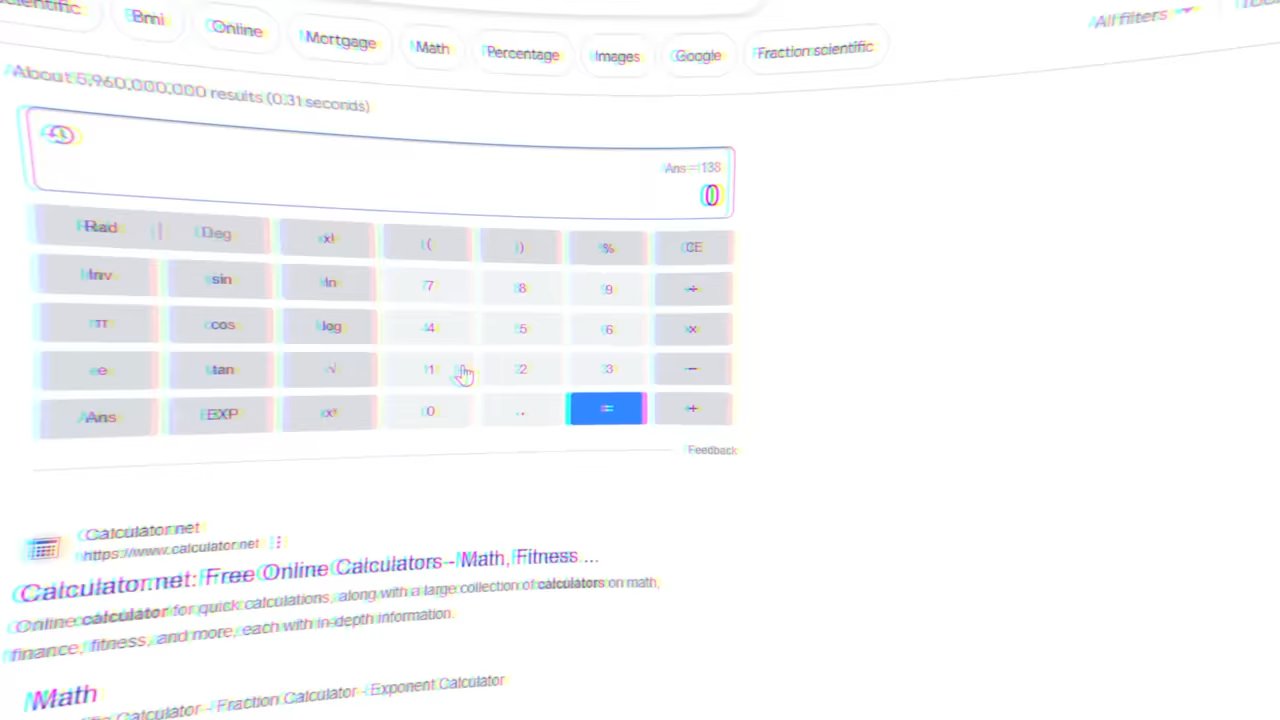 Bmi
Online
Mortgage
Math
Percentage
Images
Google
Fraction scientific
All filters
About 5,960,000,000 results (0.31 seconds)
Ans = 138
0
Rad | Deg x! ( ) % CE
Inv sin ln 7 8 9 ÷
π cos log 4 5 6 ×
e tan √ 1 2 3 −
Ans EXP 0 . = +
Feedback
Calculator.net
https://www.calculator.net
Calculator.net: Free Online Calculators - Math, Fitness ...
Online calculator for quick calculations, along with a large collection of calculators on math,
finance, fitness, and more, each with in-depth information.
Math
Calculator - Fraction Calculator - Exponent Calculator